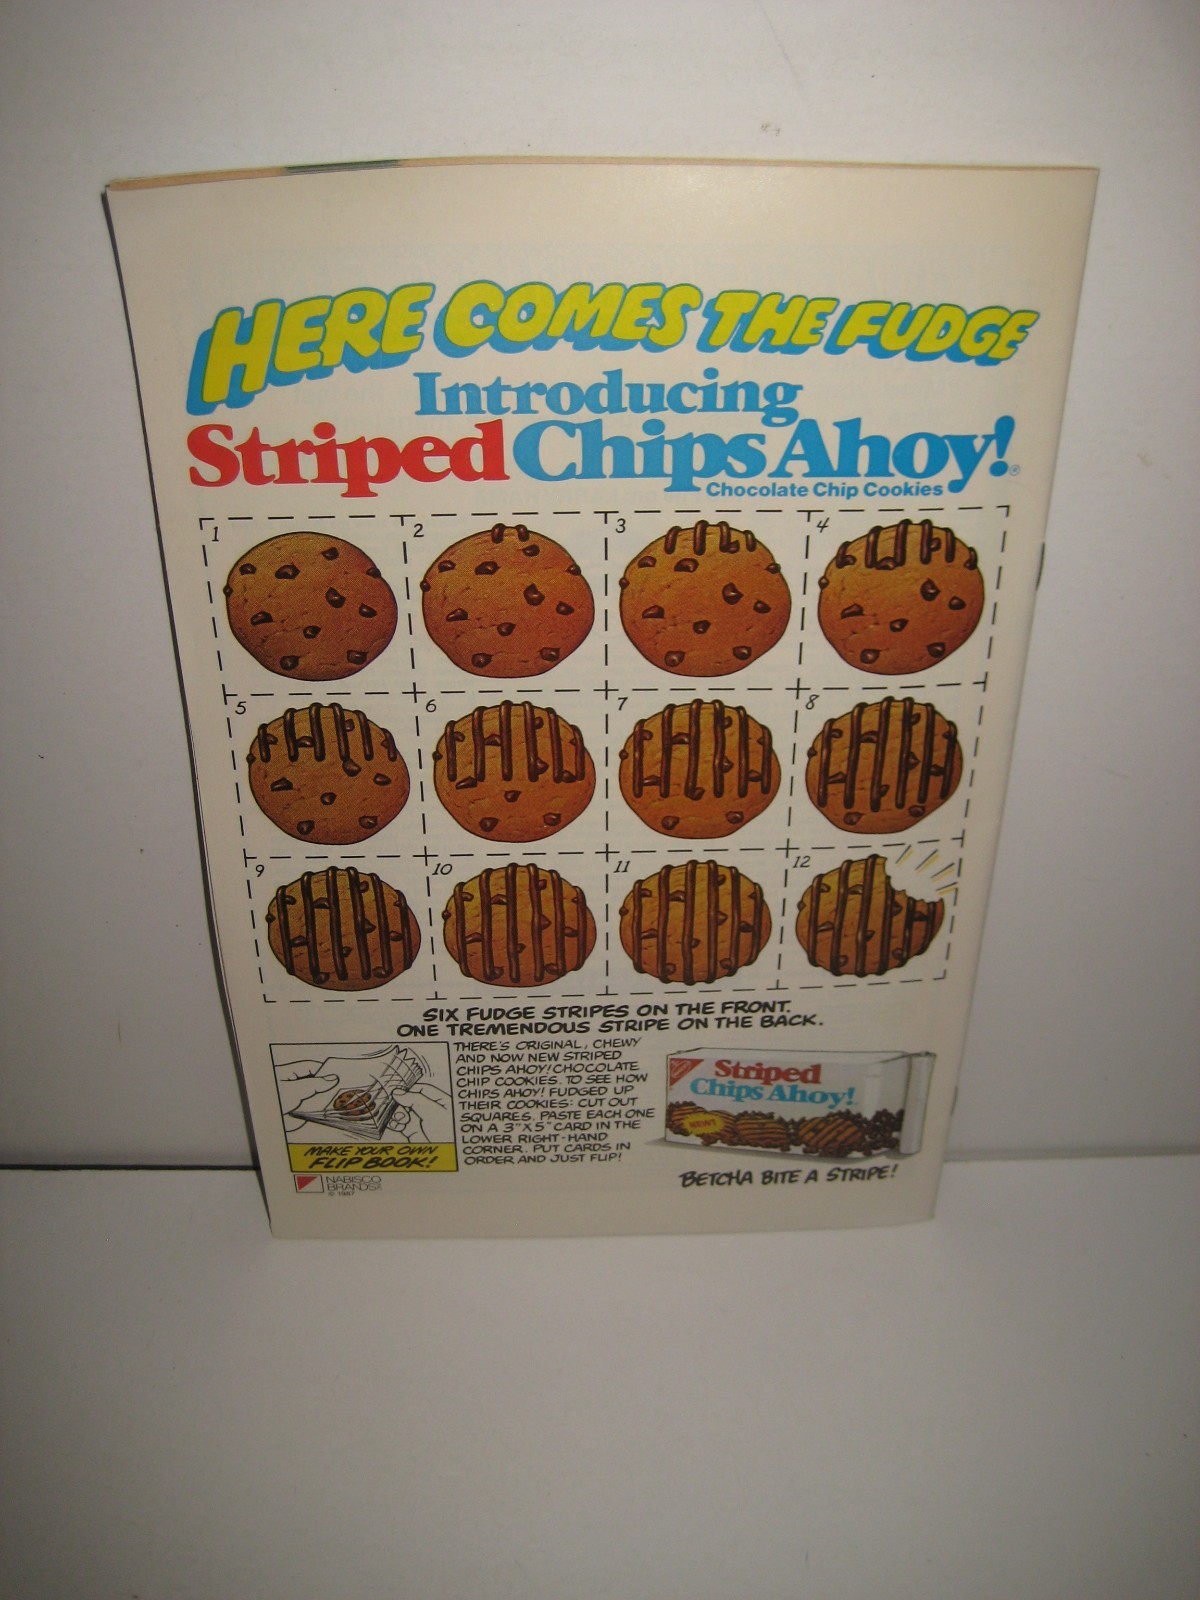 HERE COMES THE FUDGE
Introducing
Striped Chips Ahoy!®
Chocolate Chip Cookies
1 2 3 4
5 6 7 8
9 10 11 12
SIX FUDGE STRIPES ON THE FRONT.
ONE TREMENDOUS STRIPE ON THE BACK.
THERE'S ORIGINAL, CHEWY
AND NOW NEW STRIPED
CHIPS AHOY! CHOCOLATE
CHIP COOKIES. TO SEE HOW
CHIPS AHOY! FUDGED UP
THEIR COOKIES: CUT OUT
SQUARES. PASTE EACH ONE
ON A 3"X5" CARD IN THE
LOWER RIGHT-HAND
CORNER. PUT CARDS IN
ORDER AND JUST FLIP!
MAKE YOUR OWN
FLIP BOOK!
NABISCO
BRANDS
© 1987
Striped
Chips Ahoy!
NEW!
BETCHA BITE A STRIPE!